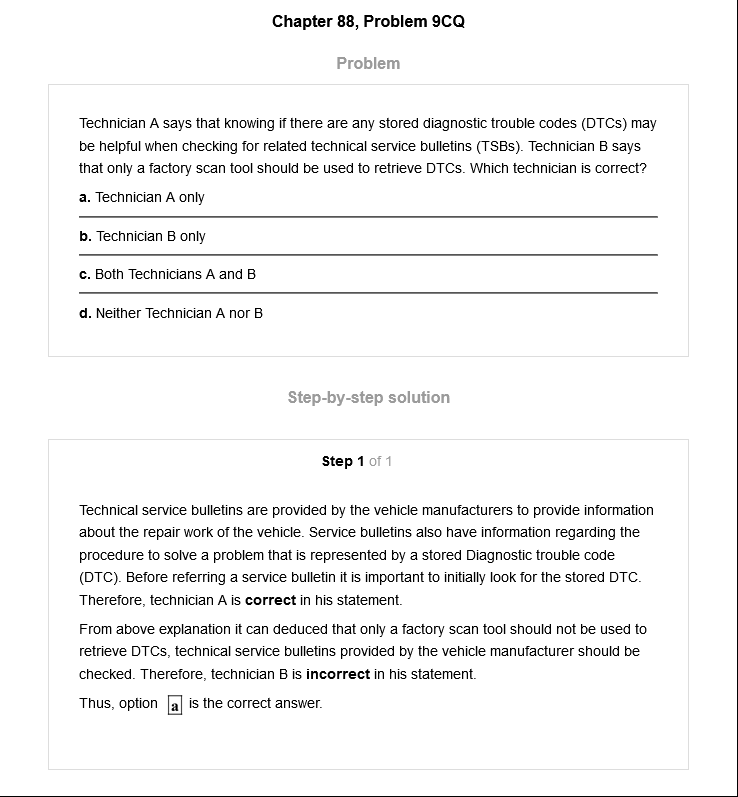 Chapter 88, Problem 9CQ
Problem
Technician A says that knowing if there are any stored diagnostic trouble codes (DTCs) may
be helpful when checking for related technical service bulletins (TSBs). Technician B says
that only a factory scan tool should be used to retrieve DTCs. Which technician is correct?
a. Technician A only
b. Technician B only
c. Both Technicians A and B
d. Neither Technician A nor B
Step-by-step solution
Step 1 of 1
Technical service bulletins are provided by the vehicle manufacturers to provide information
about the repair work of the vehicle. Service bulletins also have information regarding the
procedure to solve a problem that is represented by a stored Diagnostic trouble code
(DTC). Before referring a service bulletin it is important to initially look for the stored DTC.
Therefore, technician A is correct in his statement.
From above explanation it can deduced that only a factory scan tool should not be used to
retrieve DTCs, technical service bulletins provided by the vehicle manufacturer should be
checked. Therefore, technician B is incorrect in his statement.
Thus, option a is the correct answer.